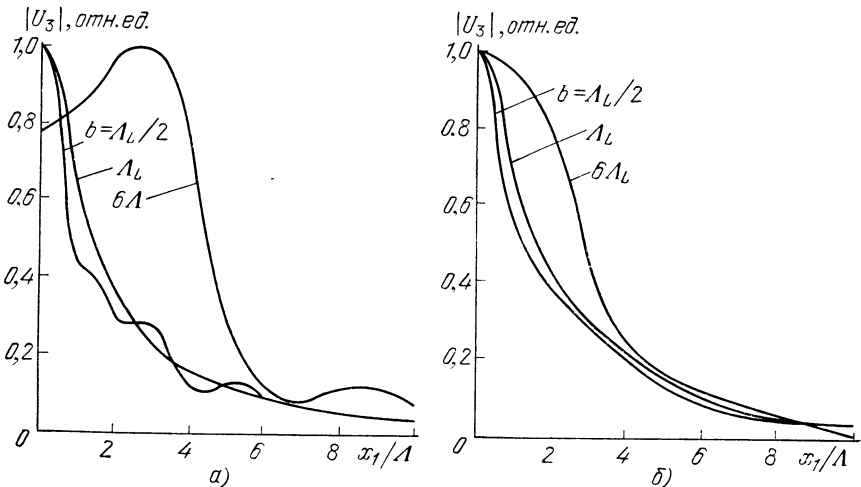 |U₃|, отн. ед.
1,0
0,8
0,6
0,4
0,2
0
b=Λ_L/2
Λ_L
6Λ
2
4
6
8
x₁/Λ
а)
|U₃|, отн. ед.
1,0
0,8
0,6
0,4
0,2
0
b=Λ_L/2
Λ_L
6Λ_L
2
4
6
8
x₁/Λ
б)